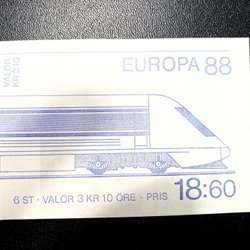 VALÖR
KR 3.10
EUROPA 88
6 ST · VALÖR 3 KR 10 ÖRE · PRIS 18:60